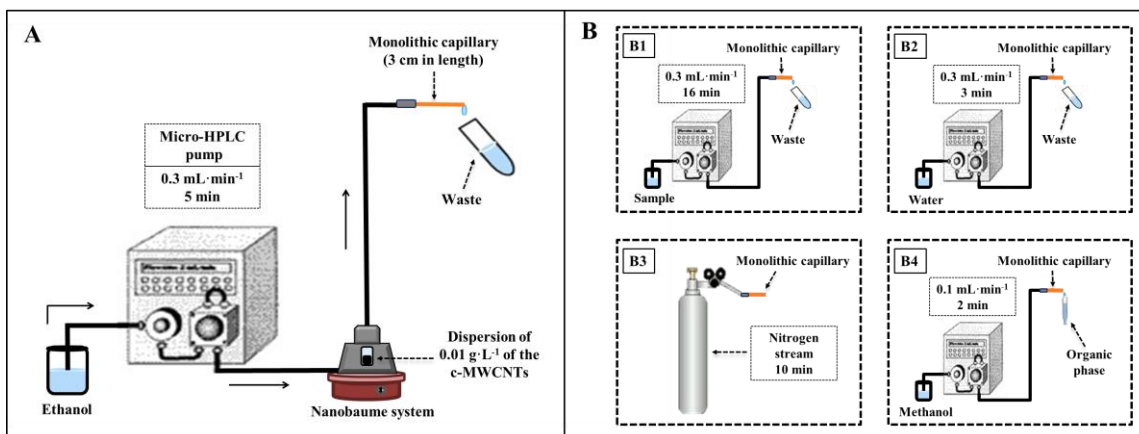 A
Monolithic capillary
(3 cm in length)
Micro-HPLC
pump
0.3 mL·min⁻¹
5 min
Waste
Dispersion of
0.01 g·L⁻¹ of the
c-MWCNTs
Ethanol
Nanobaume system
B
B1
Monolithic capillary
0.3 mL·min⁻¹
16 min
Waste
Sample
B2
Monolithic capillary
0.3 mL·min⁻¹
3 min
Waste
Water
B3
Monolithic capillary
Nitrogen
stream
10 min
B4
Monolithic capillary
0.1 mL·min⁻¹
2 min
Organic
phase
Methanol